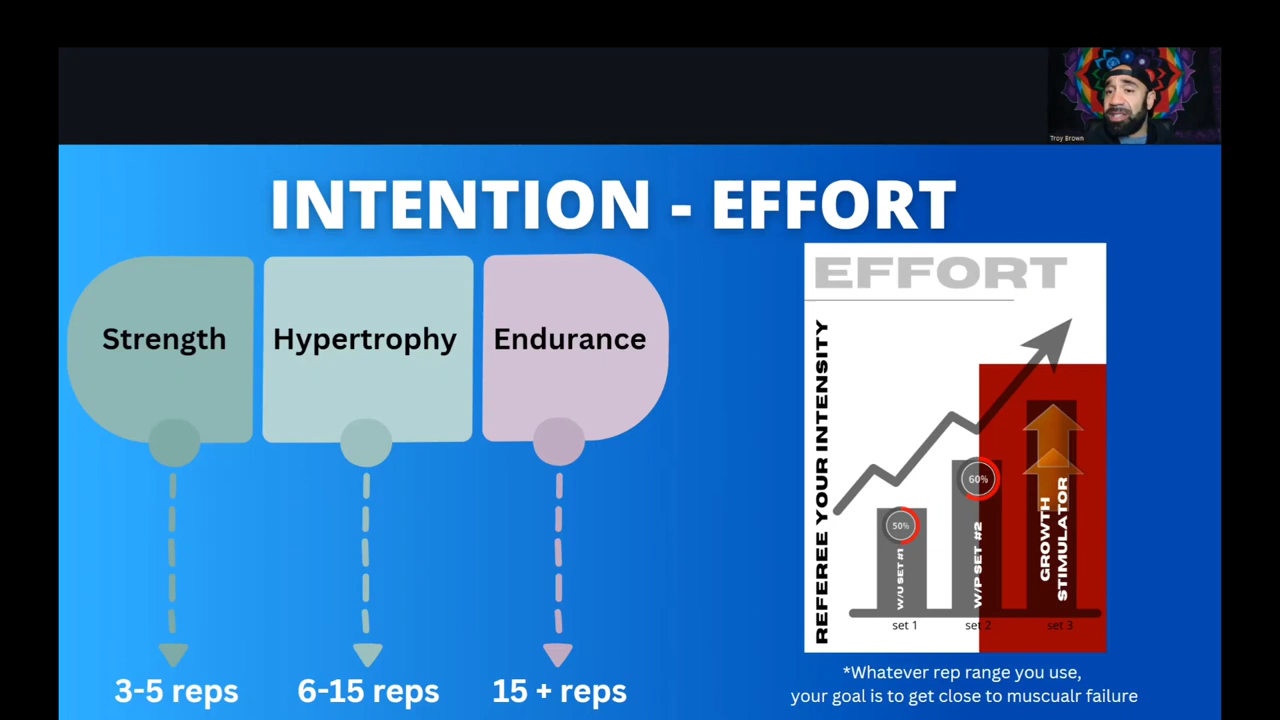 Troy Brown
INTENTION - EFFORT
Strength
Hypertrophy
Endurance
3-5 reps
6-15 reps
15 + reps
EFFORT
REFEREE YOUR INTENSITY
50%
W/U SET #1
60%
W/P SET #2
GROWTH
STIMULATOR
set 1
set 2
set 3
*Whatever rep range you use,
your goal is to get close to muscualr failure